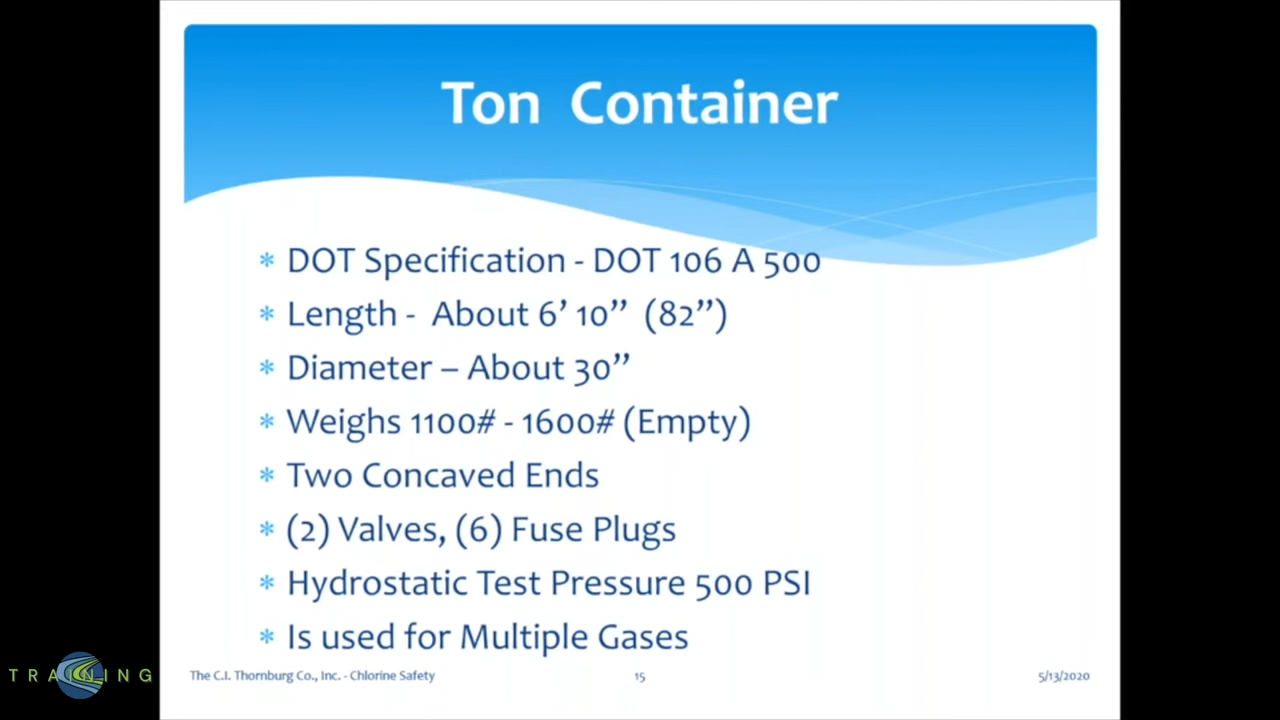 Ton Container
* DOT Specification - DOT 106 A 500
* Length - About 6’ 10” (82”)
* Diameter – About 30”
* Weighs 1100# - 1600# (Empty)
* Two Concaved Ends
* (2) Valves, (6) Fuse Plugs
* Hydrostatic Test Pressure 500 PSI
* Is used for Multiple Gases
TRAINING
The C.I. Thornburg Co., Inc. - Chlorine Safety 15 5/13/2020